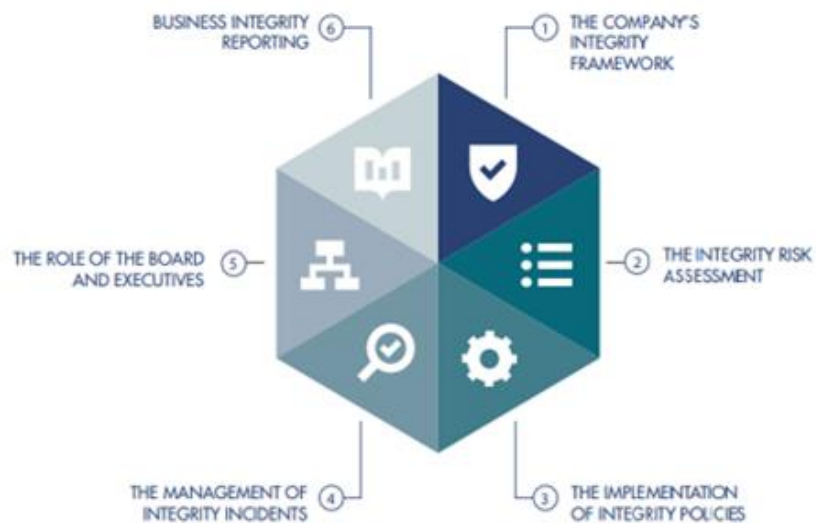 BUSINESS INTEGRITY
REPORTING
6
1
THE COMPANY'S
INTEGRITY
FRAMEWORK
THE ROLE OF THE BOARD
AND EXECUTIVES
5
2
THE INTEGRITY RISK
ASSESSMENT
THE MANAGEMENT OF
INTEGRITY INCIDENTS
4
3
THE IMPLEMENTATION
OF INTEGRITY POLICIES